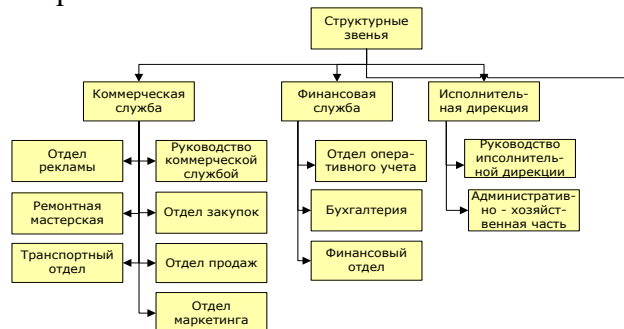 Структурные
звенья
Коммерческая
служба
Финансовая
служба
Исполнитель-
ная дирекция
Отдел
рекламы
Руководство
коммерческой
службой
Отдел опера-
тивного учета
Руководство
ипсолнитель-
ной дирекции
Ремонтная
мастерская
Отдел закупок
Бухгалтерия
Административ-
но - хозяйст-
венная часть
Транспортный
отдел
Отдел продаж
Финансовый
отдел
Отдел
маркетинга